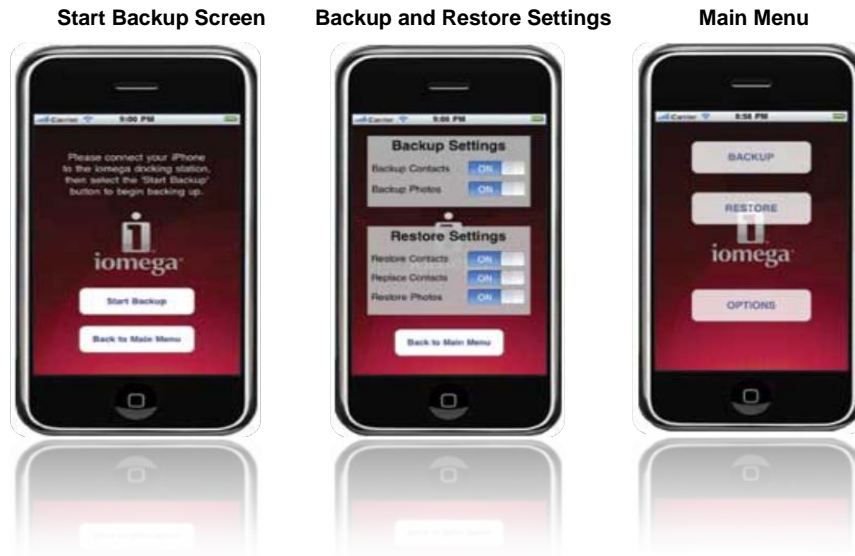 Start Backup Screen
Backup and Restore Settings
Main Menu
Carrier
9:00 PM
Please connect your iPhone
to the iomega docking station,
then select the 'Start Backup'
button to begin backing up.
iomega
Start Backup
Back to Main Menu
Carrier
Backup Settings
Backup Contacts ON
Backup Photos ON
Restore Settings
Restore Contacts ON
Replace Contacts ON
Restore Photos ON
Back to Main Menu
Carrier
8:58 PM
BACKUP
RESTORE
iomega
OPTIONS